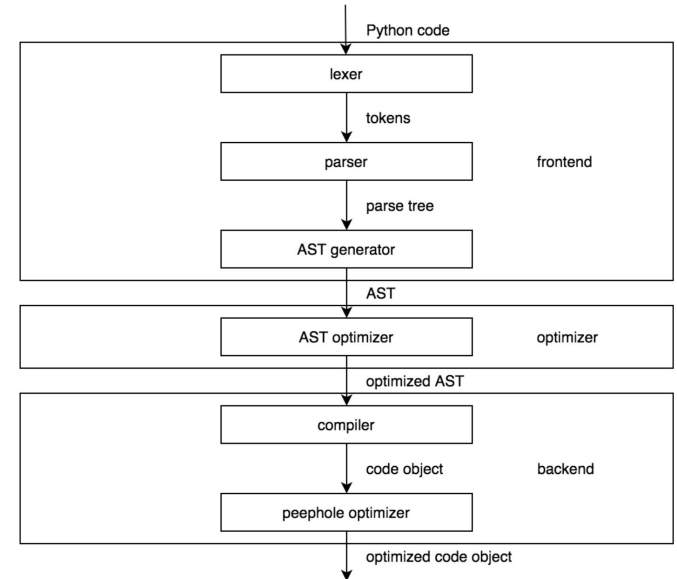 Python code
lexer
tokens
parser
frontend
parse tree
AST generator
AST
AST optimizer
optimizer
optimized AST
compiler
code object
backend
peephole optimizer
optimized code object